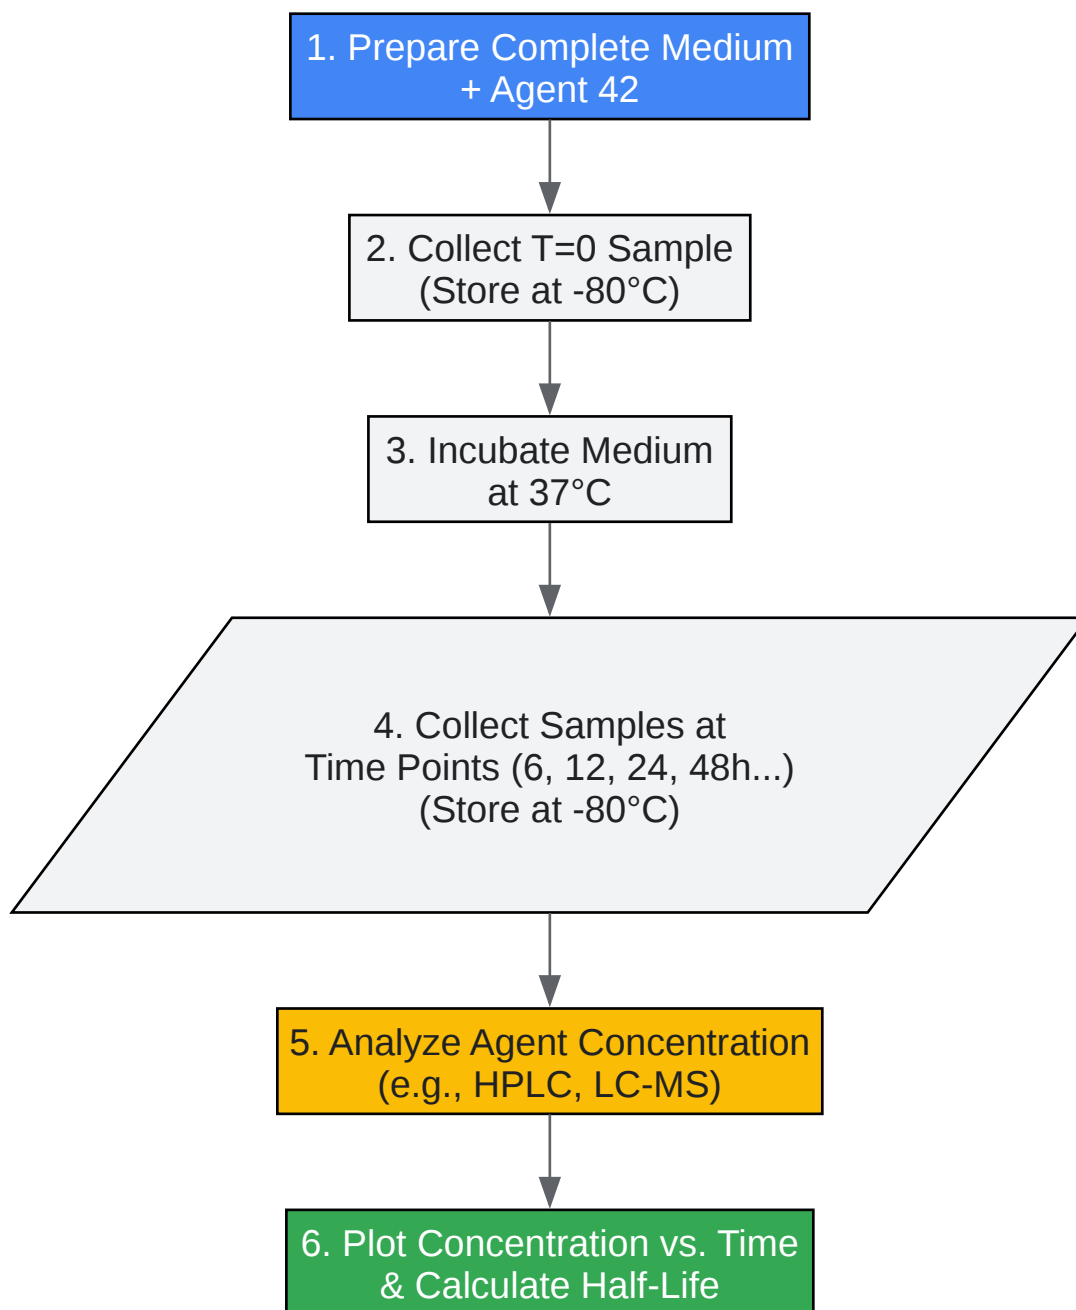 1. Prepare Complete Medium
+ Agent 42
2. Collect T=0 Sample
(Store at -80°C)
3. Incubate Medium
at 37°C
4. Collect Samples at
Time Points (6, 12, 24, 48h...)
(Store at -80°C)
5. Analyze Agent Concentration
(e.g., HPLC, LC-MS)
6. Plot Concentration vs. Time
& Calculate Half-Life